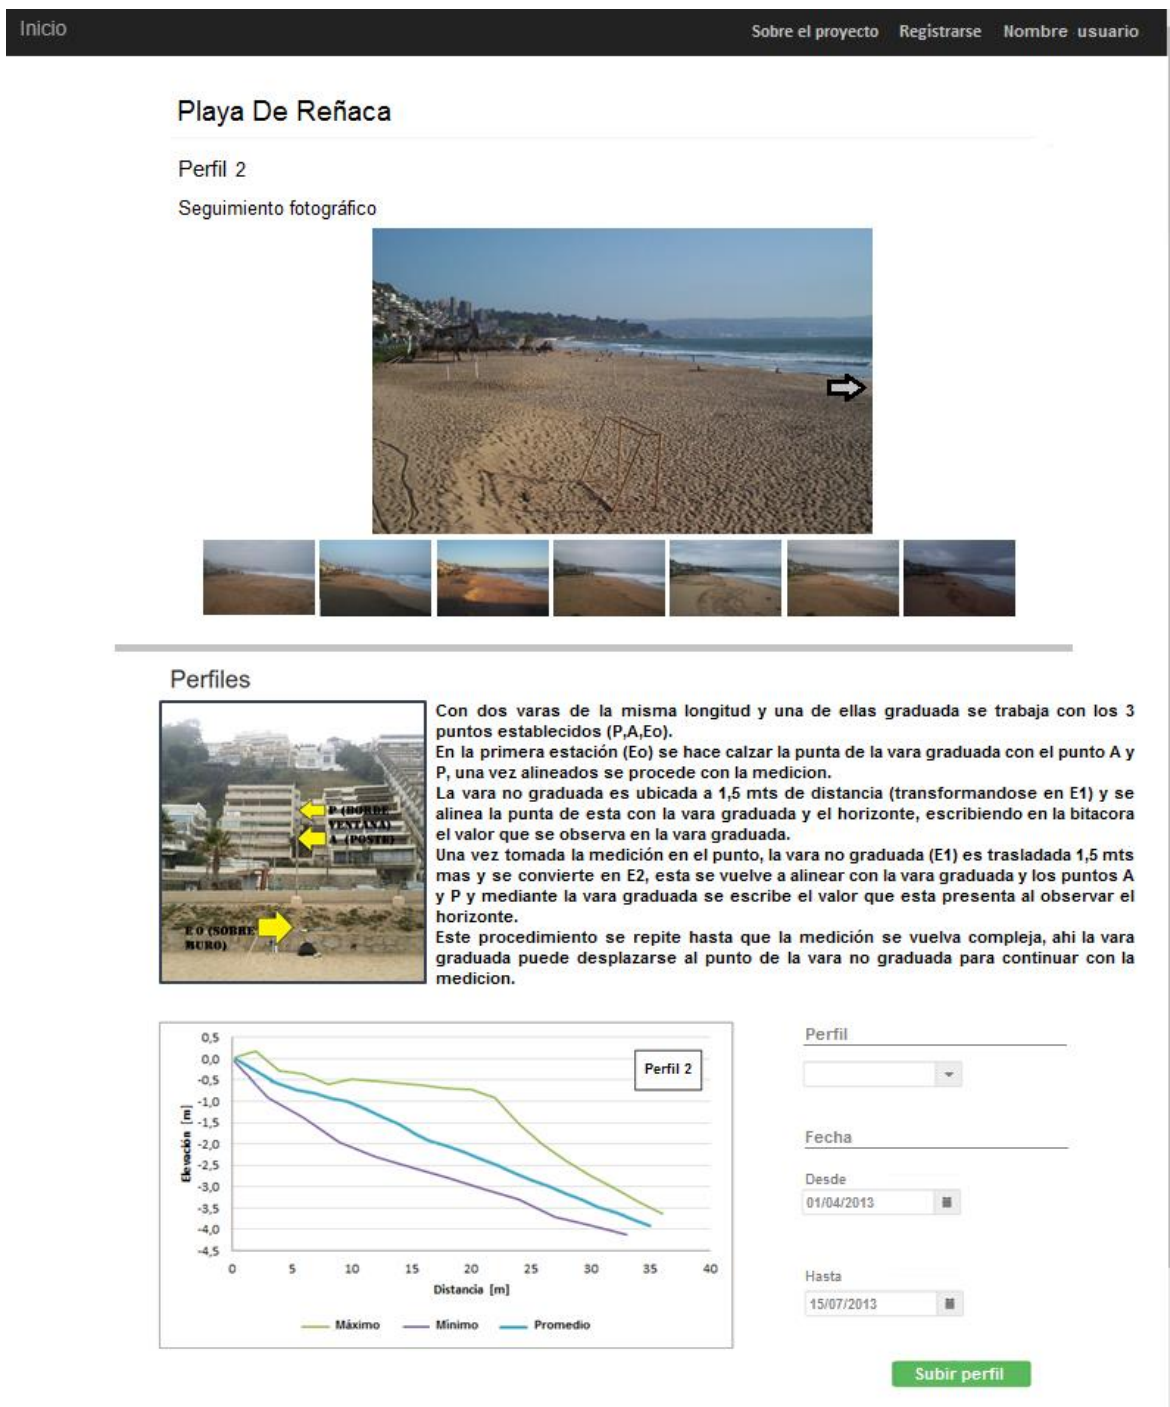 Inicio
Sobre el proyecto Registrarse Nombre usuario
Playa De Reñaca
Perfil 2
Seguimiento fotográfico
Perfiles
P (BORDE
VENTANA)
A (POSTE)
E 0 (SOBRE
MURO)
Con dos varas de la misma longitud y una de ellas graduada se trabaja con los 3
puntos establecidos (P,A,Eo).
En la primera estación (Eo) se hace calzar la punta de la vara graduada con el punto A y
P, una vez alineados se procede con la medicion.
La vara no graduada es ubicada a 1,5 mts de distancia (transformandose en E1) y se
alinea la punta de esta con la vara graduada y el horizonte, escribiendo en la bitacora
el valor que se observa en la vara graduada.
Una vez tomada la medición en el punto, la vara no graduada (E1) es trasladada 1,5 mts
mas y se convierte en E2, esta se vuelve a alinear con la vara graduada y los puntos A
y P y mediante la vara graduada se escribe el valor que esta presenta al observar el
horizonte.
Este procedimiento se repite hasta que la medición se vuelva compleja, ahi la vara
graduada puede desplazarse al punto de la vara no graduada para continuar con la
medicion.
Elevación [m]
0,5
0,0
-0,5
-1,0
-1,5
-2,0
-2,5
-3,0
-3,5
-4,0
-4,5
Perfil 2
0 5 10 15 20 25 30 35 40
Distancia [m]
Máximo Mínimo Promedio
Perfil
Fecha
Desde
01/04/2013
Hasta
15/07/2013
Subir perfil